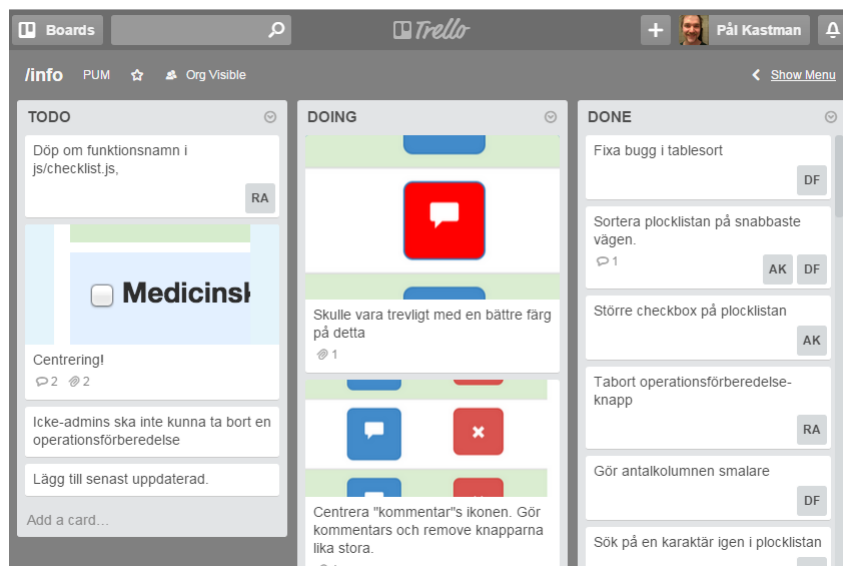 Boards
Trello
Pål Kastman
/info
PUM
Org Visible
Show Menu
TODO
Döp om funktionsnamn i
js/checklist.js,
RA
Medicinsk
Centrering!
2
2
Icke-admins ska inte kunna ta bort en
operationsförberedelse
Lägg till senast uppdaterad.
Add a card…
DOING
Skulle vara trevligt med en bättre färg
på detta
1
Centrera "kommentar"s ikonen. Gör
kommentars och remove knapparna
lika stora.
DONE
Fixa bugg i tablesort
DF
Sortera plocklistan på snabbaste
vägen.
1
AK DF
Större checkbox på plocklistan
AK
Tabort operationsförberedelse-
knapp
RA
Gör antalkolumnen smalare
DF
Sök på en karaktär igen i plocklistan